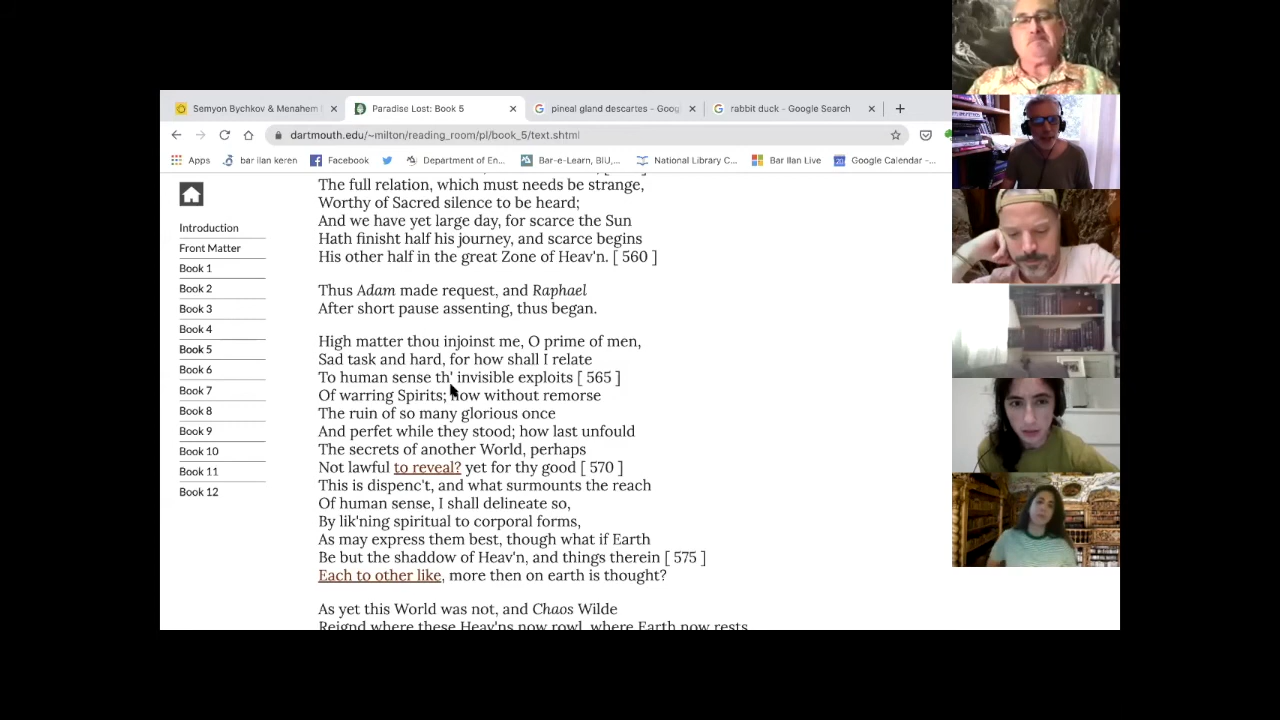 Semyon Bychkov & Menahem
Paradise Lost: Book 5
pineal gland descartes - Goog
rabbit duck - Google Search
dartmouth.edu/~milton/reading_room/pl/book_5/text.shtml
Apps
bar ilan keren
Facebook
Department of En...
Bar-e-Learn, BIU,...
National Library C...
Bar Ilan Live
Google Calendar -...
Introduction
Front Matter
Book 1
Book 2
Book 3
Book 4
Book 5
Book 6
Book 7
Book 8
Book 9
Book 10
Book 11
Book 12
The full relation, which must needs be strange,
Worthy of Sacred silence to be heard;
And we have yet large day, for scarce the Sun
Hath finisht half his journey, and scarce begins
His other half in the great Zone of Heav'n. [ 560 ]
Thus Adam made request, and Raphael
After short pause assenting, thus began.
High matter thou injoinst me, O prime of men,
Sad task and hard, for how shall I relate
To human sense th' invisible exploits [ 565 ]
Of warring Spirits; how without remorse
The ruin of so many glorious once
And perfet while they stood; how last unfould
The secrets of another World, perhaps
Not lawful to reveal? yet for thy good [ 570 ]
This is dispenc't, and what surmounts the reach
Of human sense, I shall delineate so,
By lik'ning spiritual to corporal forms,
As may express them best, though what if Earth
Be but the shaddow of Heav'n, and things therein [ 575 ]
Each to other like, more then on earth is thought?
As yet this World was not, and Chaos Wilde
Reignd where these Heav'ns now rowl, where Earth now rests